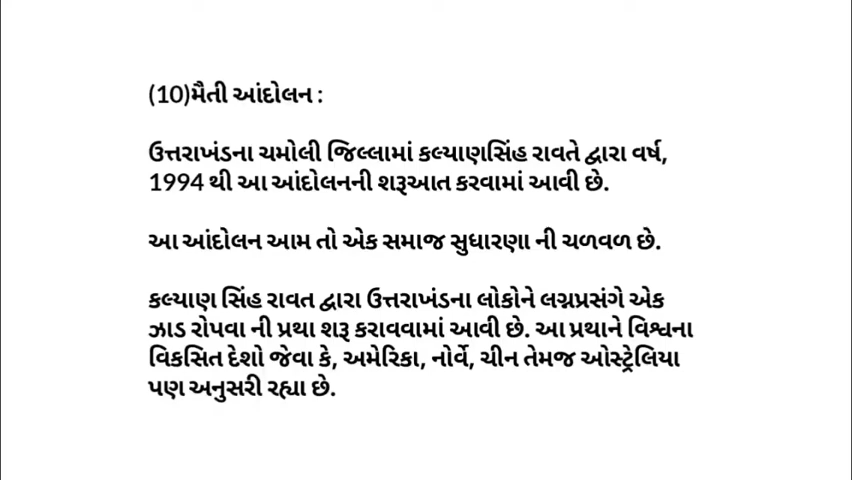 (10)મૈતી આંદોલન :
ઉત્તરાખંડના ચમોલી જિલ્લામાં કલ્યાણસિંહ રાવતે દ્વારા વર્ષ,
1994 થી આ આંદોલનની શરૂઆત કરવામાં આવી છે.
આ આંદોલન આમ તો એક સમાજ સુધારણા ની ચળવળ છે.
કલ્યાણ સિંહ રાવત દ્વારા ઉત્તરાખંડના લોકોને લગ્નપ્રસંગે એક
ઝાડ રોપવા ની પ્રથા શરૂ કરાવવામાં આવી છે. આ પ્રથાને વિશ્વના
વિકસિત દેશો જેવા કે, અમેરિકા, નોર્વે, ચીન તેમજ ઓસ્ટ્રેલિયા
પણ અનુસરી રહ્યા છે.